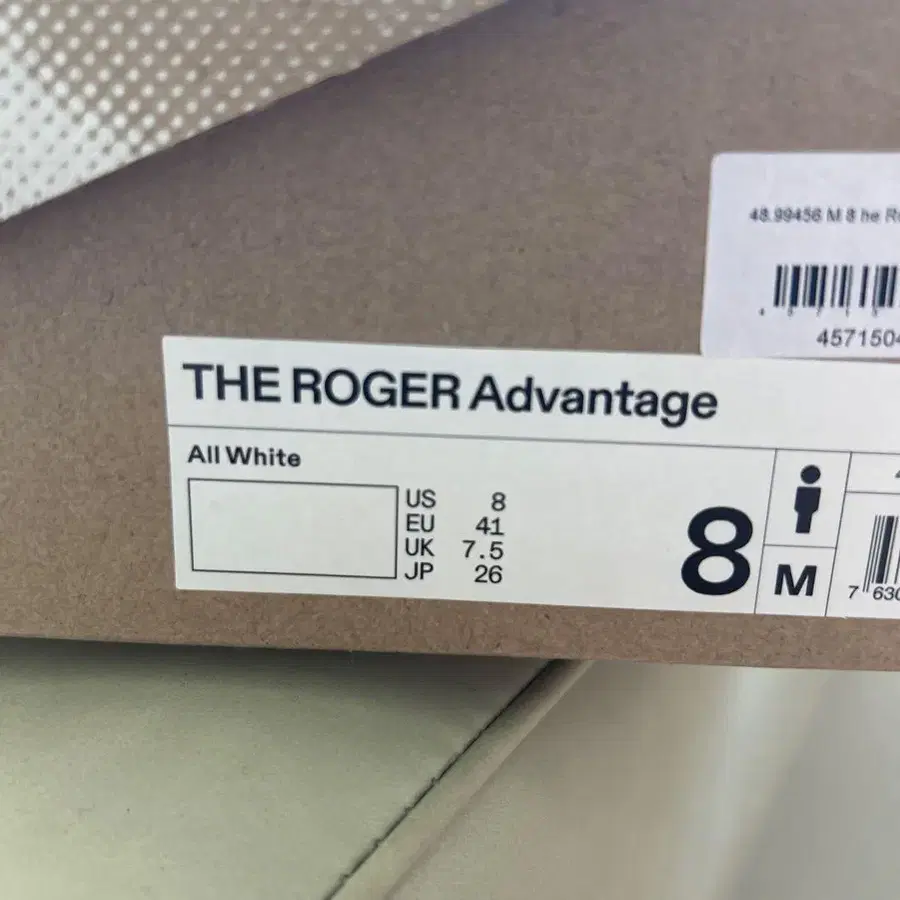 48.99456 M 8 he R
457150
THE ROGER Advantage
All White
US 8
EU 41
UK 7.5
JP 26
8
M
7 630